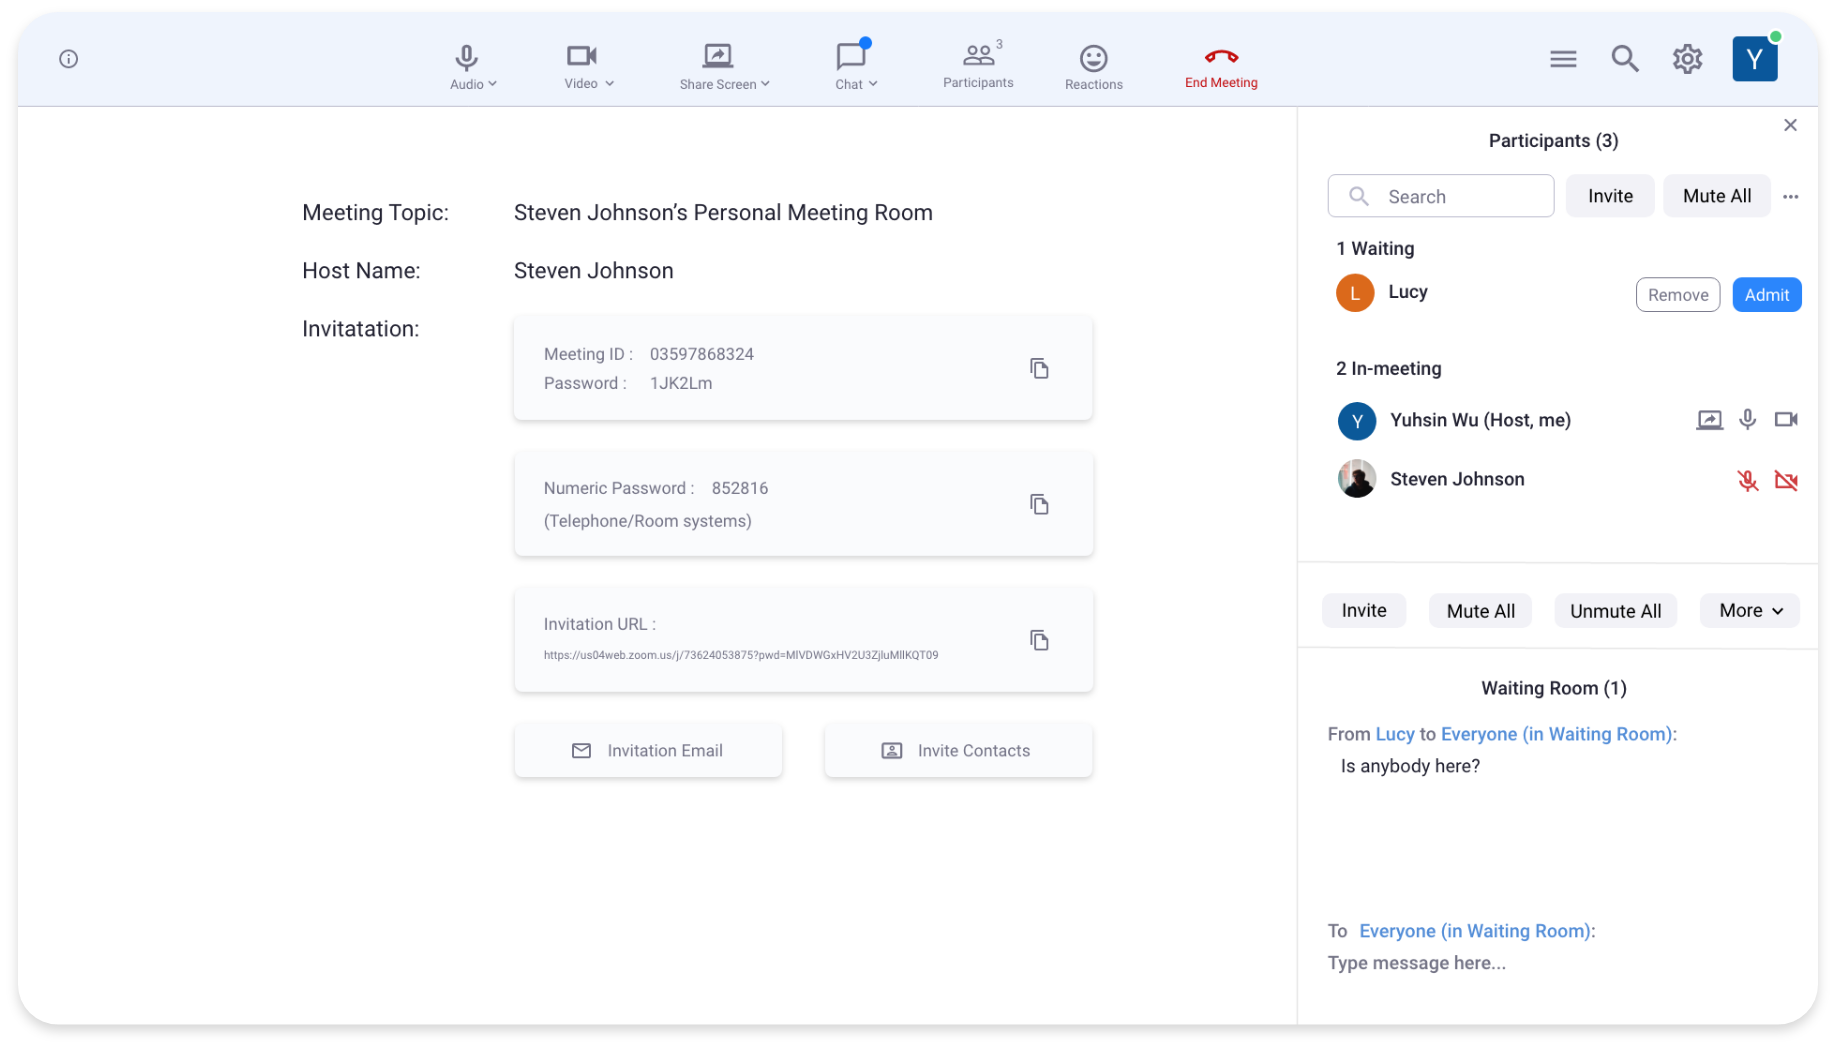 Audio
Video
Share Screen
Chat
3
Participants
Reactions
End Meeting
Y
Meeting Topic: Steven Johnson’s Personal Meeting Room
Host Name: Steven Johnson
Invitatation:
Meeting ID : 03597868324
Password : 1JK2Lm
Numeric Password : 852816
(Telephone/Room systems)
Invitation URL :
https://us04web.zoom.us/j/73624053875?pwd=MlVDWGxHV2U3ZjluMllKQT09
Invitation Email
Invite Contacts
Participants (3)
Search
Invite
Mute All
1 Waiting
L
Lucy
Remove
Admit
2 In-meeting
Y
Yuhsin Wu (Host, me)
Steven Johnson
Invite
Mute All
Unmute All
More
Waiting Room (1)
From Lucy to Everyone (in Waiting Room):
Is anybody here?
To Everyone (in Waiting Room):
Type message here...